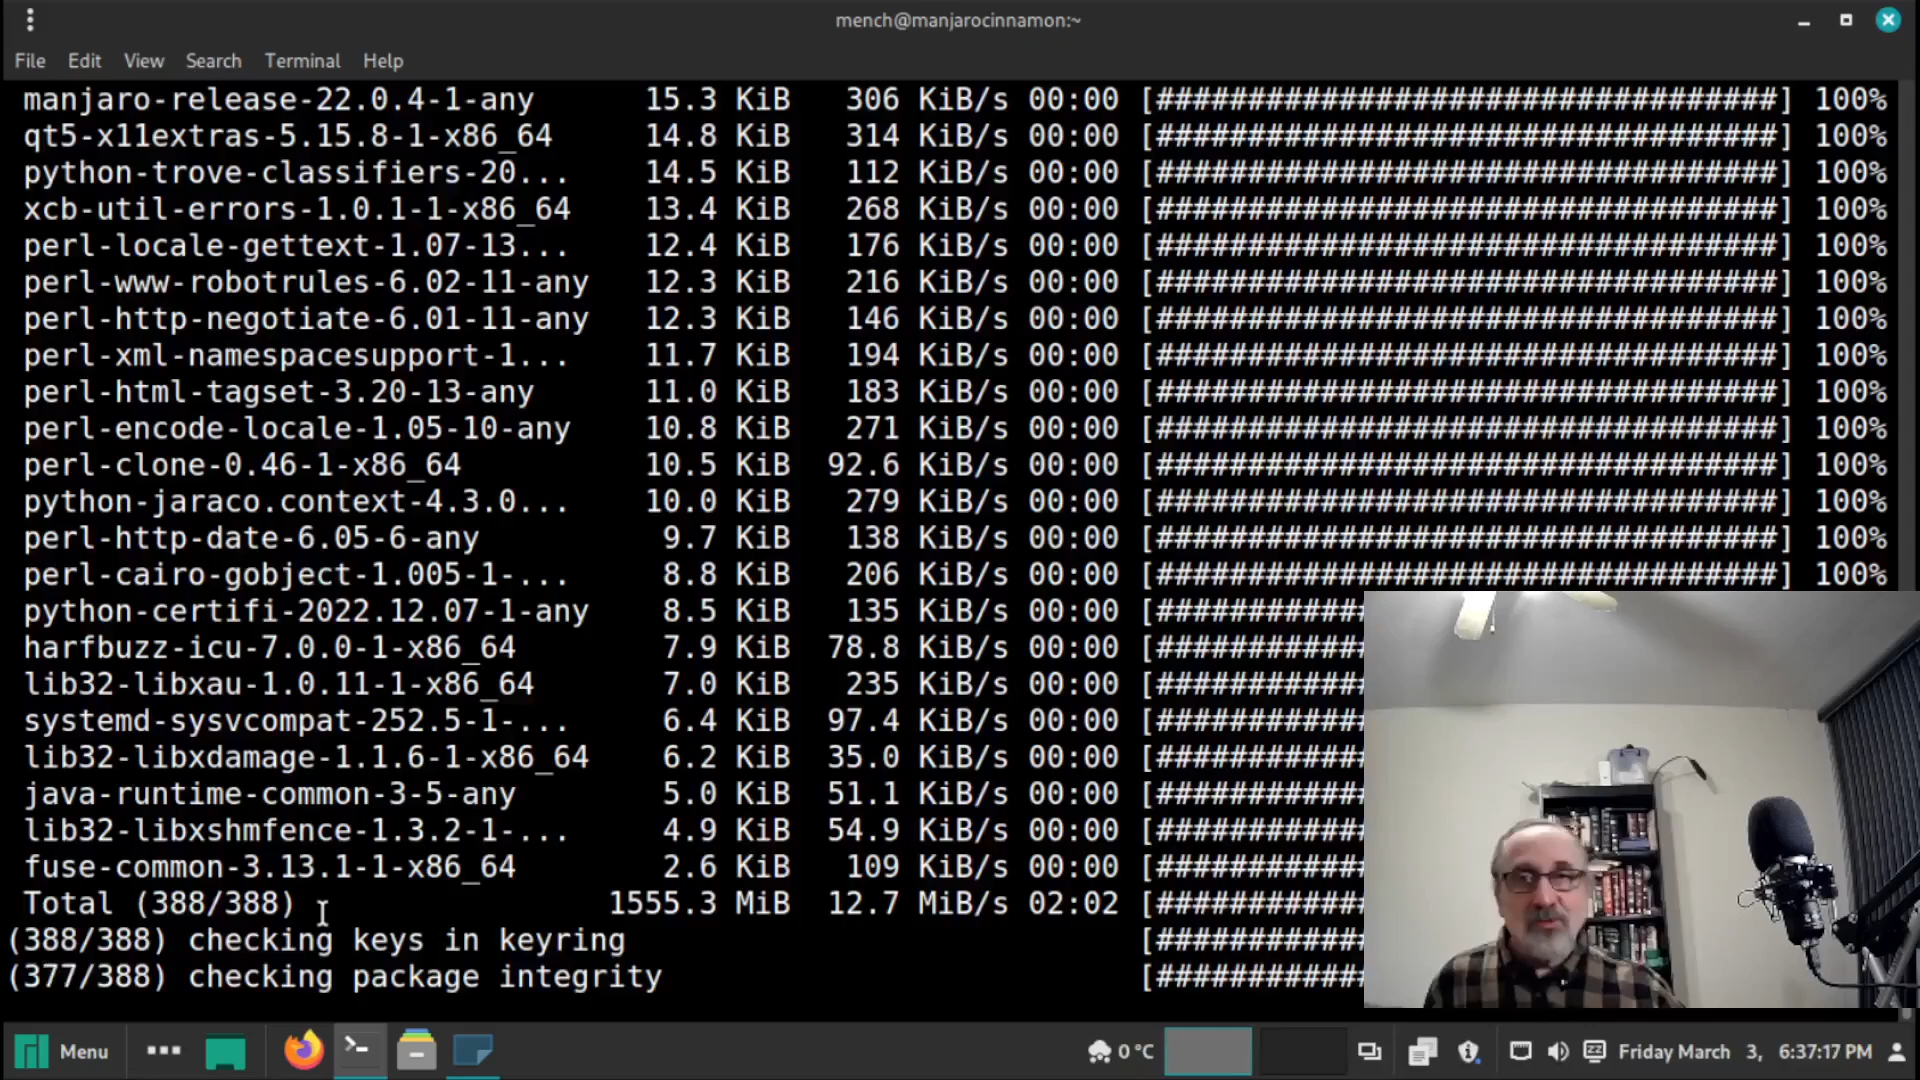 mench@manjarocinnamon:~
File Edit View Search Terminal Help
manjaro-release-22.0.4-1-any 15.3 KiB 306 KiB/s 00:00 [##################################] 100%
qt5-x11extras-5.15.8-1-x86_64 14.8 KiB 314 KiB/s 00:00 [##################################] 100%
python-trove-classifiers-20... 14.5 KiB 112 KiB/s 00:00 [##################################] 100%
xcb-util-errors-1.0.1-1-x86_64 13.4 KiB 268 KiB/s 00:00 [##################################] 100%
perl-locale-gettext-1.07-13... 12.4 KiB 176 KiB/s 00:00 [##################################] 100%
perl-www-robotrules-6.02-11-any 12.3 KiB 216 KiB/s 00:00 [##################################] 100%
perl-http-negotiate-6.01-11-any 12.3 KiB 146 KiB/s 00:00 [##################################] 100%
perl-xml-namespacesupport-1... 11.7 KiB 194 KiB/s 00:00 [##################################] 100%
perl-html-tagset-3.20-13-any 11.0 KiB 183 KiB/s 00:00 [##################################] 100%
perl-encode-locale-1.05-10-any 10.8 KiB 271 KiB/s 00:00 [##################################] 100%
perl-clone-0.46-1-x86_64 10.5 KiB 92.6 KiB/s 00:00 [##################################] 100%
python-jaraco.context-4.3.0... 10.0 KiB 279 KiB/s 00:00 [##################################] 100%
perl-http-date-6.05-6-any 9.7 KiB 138 KiB/s 00:00 [##################################] 100%
perl-cairo-gobject-1.005-1-... 8.8 KiB 206 KiB/s 00:00 [##################################] 100%
python-certifi-2022.12.07-1-any 8.5 KiB 135 KiB/s 00:00 [###########
harfbuzz-icu-7.0.0-1-x86_64 7.9 KiB 78.8 KiB/s 00:00 [###########
lib32-libxau-1.0.11-1-x86_64 7.0 KiB 235 KiB/s 00:00 [###########
systemd-sysvcompat-252.5-1-... 6.4 KiB 97.4 KiB/s 00:00 [###########
lib32-libxdamage-1.1.6-1-x86_64 6.2 KiB 35.0 KiB/s 00:00 [###########
java-runtime-common-3-5-any 5.0 KiB 51.1 KiB/s 00:00 [###########
lib32-libxshmfence-1.3.2-1-... 4.9 KiB 54.9 KiB/s 00:00 [###########
fuse-common-3.13.1-1-x86_64 2.6 KiB 109 KiB/s 00:00 [###########
Total (388/388) 1555.3 MiB 12.7 MiB/s 02:02 [###########
(388/388) checking keys in keyring [###########
(377/388) checking package integrity [###########
Menu 0 °C Friday March 3, 6:37:17 PM